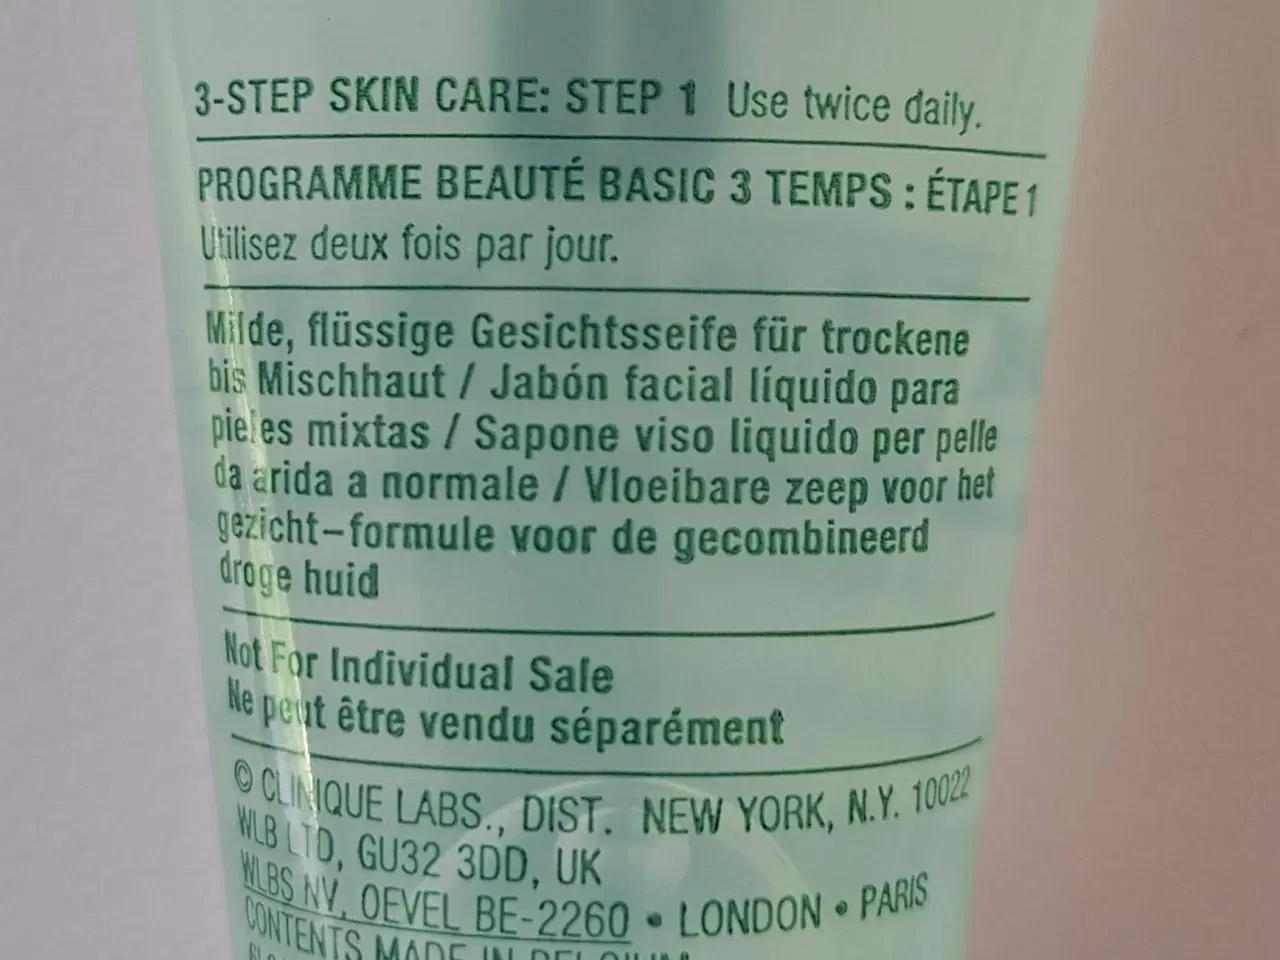 3-STEP SKIN CARE: STEP 1 Use twice daily.
PROGRAMME BEAUTÉ BASIC 3 TEMPS : ÉTAPE 1
Utilisez deux fois par jour.
Milde, flüssige Gesichtsseife für trockene
bis Mischhaut / Jabón facial líquido para
pieles mixtas / Sapone viso liquido per pelle
da arida a normale / Vloeibare zeep voor het
gezicht-formule voor de gecombineerd
droge huid
Not For Individual Sale
Ne peut être vendu séparément
© CLINIQUE LABS., DIST. NEW YORK, N.Y. 10022
WLB LTD, GU32 3DD, UK
WLBS NV, OEVEL BE-2260 • LONDON • PARIS
CONTENTS MADE IN BELGIUM